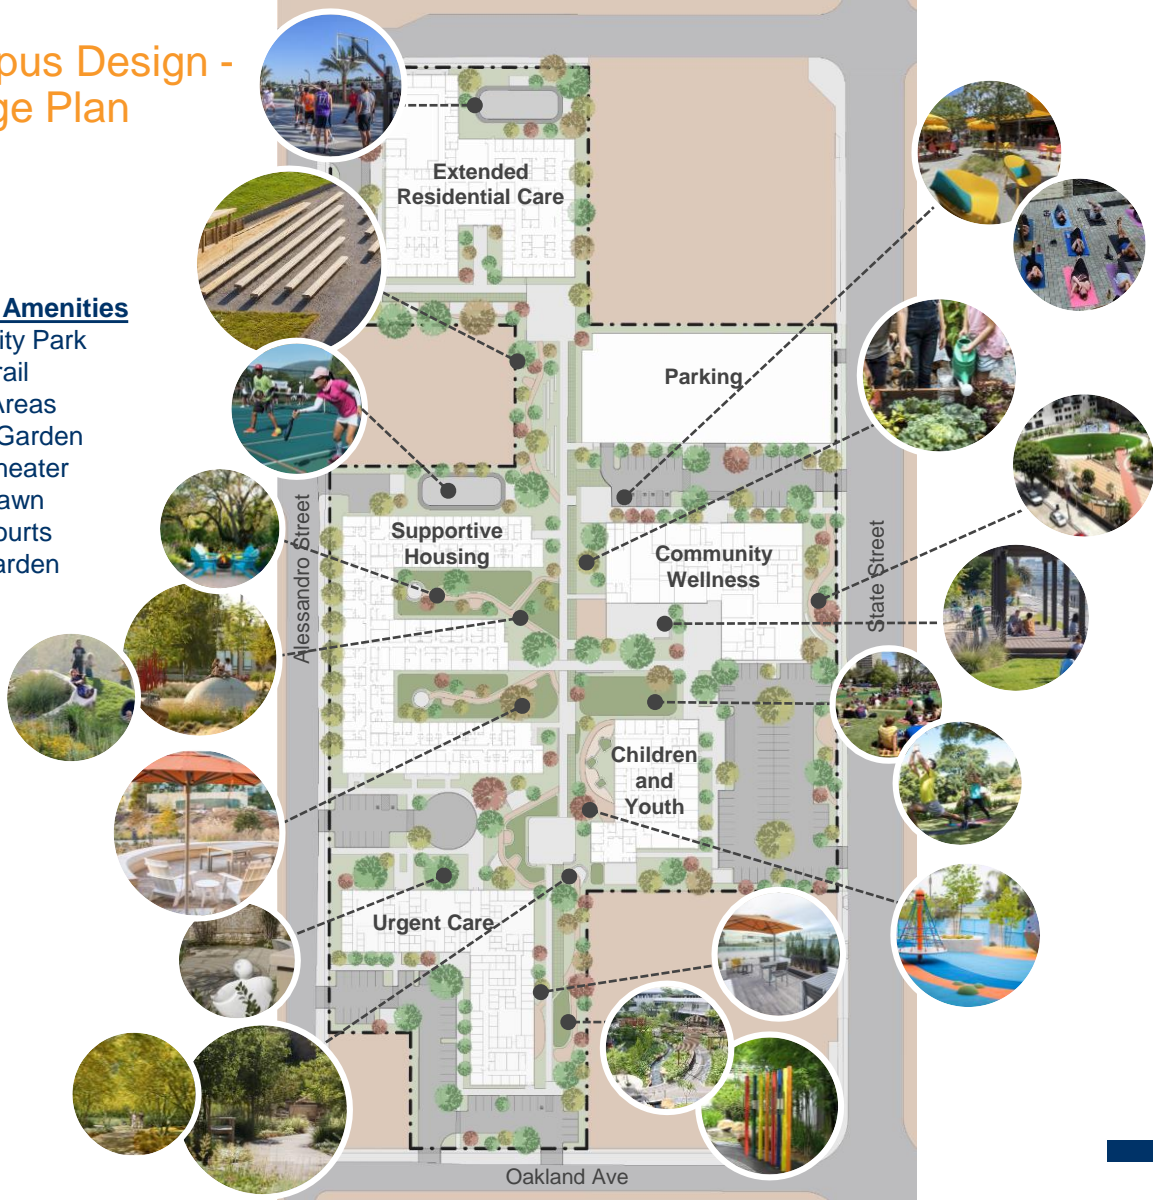 pus Design -
ge Plan
Amenities
ity Park
rail
Areas
Garden
heater
awn
ourts
arden
Extended
Residential Care
Parking
Supportive
Housing
Community
Wellness
Alessandro Street
State Street
Children
and
Youth
Urgent Care
Oakland Ave